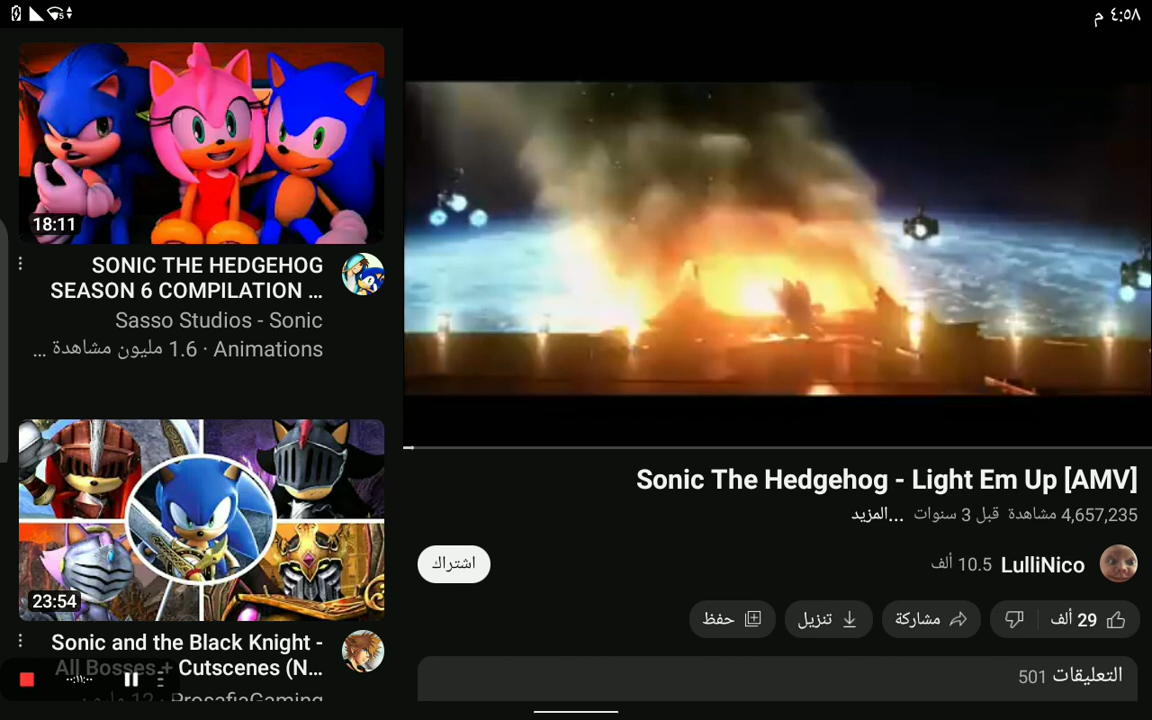 ٤:٥٨ م
18:11
SONIC THE HEDGEHOG
SEASON 6 COMPILATION ...
Sasso Studios - Sonic
Animations · 1.6 مليون مشاهدة ...
23:54
Sonic and the Black Knight -
All Bosses + Cutscenes (N...
ProsafiaGaming
Sonic The Hedgehog - Light Em Up [AMV]
4,657,235 مشاهدة قبل 3 سنوات ...المزيد
LulliNico 10.5 ألف
اشتراك
29 ألف
مشاركة
تنزيل
حفظ
التعليقات 501